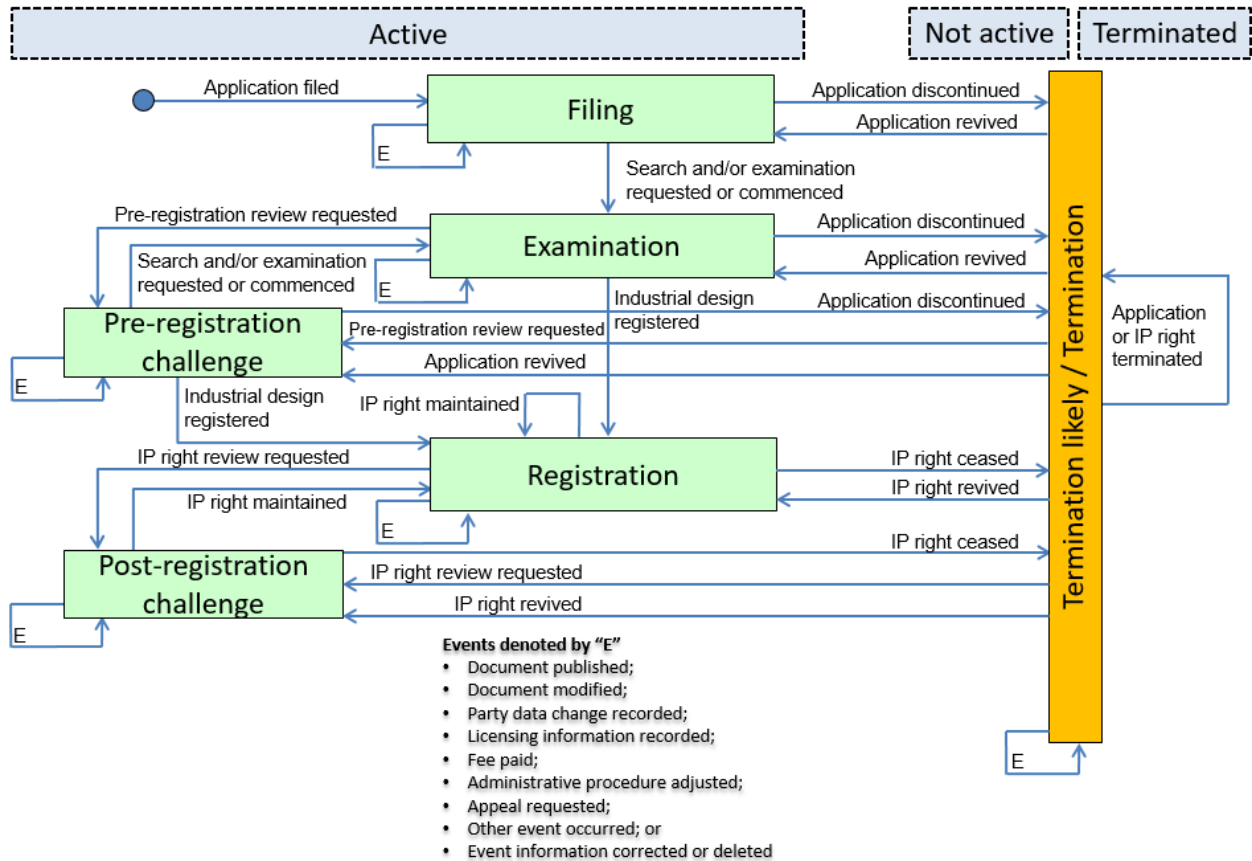 Active
Not active
Terminated
Application filed
Filing
Application discontinued
Application revived
E
Search and/or examination
requested or commenced
Pre-registration review requested
Examination
Application discontinued
Application revived
Search and/or examination
requested or commenced
E
Industrial design
registered
Application discontinued
Pre-registration
challenge
Pre-registration review requested
Application revived
E
Application
or IP right
terminated
Termination likely / Termination
Industrial design
registered
IP right maintained
IP right review requested
Registration
IP right ceased
IP right revived
IP right maintained
E
IP right ceased
Post-registration
challenge
IP right review requested
IP right revived
E
Events denoted by “E”
• Document published;
• Document modified;
• Party data change recorded;
• Licensing information recorded;
• Fee paid;
• Administrative procedure adjusted;
• Appeal requested;
• Other event occurred; or
• Event information corrected or deleted
E